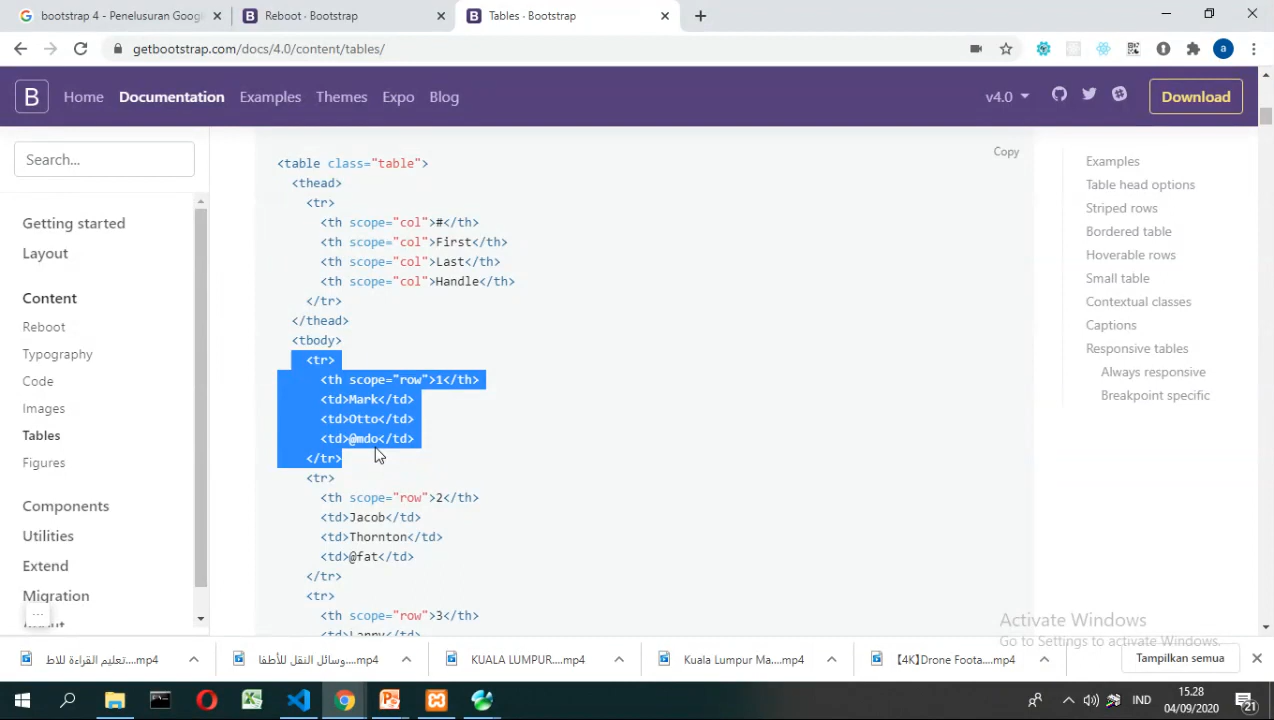 bootstrap 4 - Penelusuran Googl
Reboot · Bootstrap
Tables · Bootstrap
getbootstrap.com/docs/4.0/content/tables/
a
B
Home
Documentation
Examples
Themes
Expo
Blog
v4.0
Download
Search...
Getting started
Layout
Content
Reboot
Typography
Code
Images
Tables
Figures
Components
Utilities
Extend
Migration
About
Copy
<table class="table">
<thead>
<tr>
<th scope="col">#</th>
<th scope="col">First</th>
<th scope="col">Last</th>
<th scope="col">Handle</th>
</tr>
</thead>
<tbody>
<tr>
<th scope="row">1</th>
<td>Mark</td>
<td>Otto</td>
<td>@mdo</td>
</tr>
<tr>
<th scope="row">2</th>
<td>Jacob</td>
<td>Thornton</td>
<td>@fat</td>
</tr>
<tr>
<th scope="row">3</th>
<td>Larry</td>
Examples
Table head options
Striped rows
Bordered table
Hoverable rows
Small table
Contextual classes
Captions
Responsive tables
Always responsive
Breakpoint specific
Activate Windows
Go to Settings to activate Windows.
تعليم القراءة للاط....mp4
وسائل النقل للأطفا....mp4
KUALA LUMPUR....mp4
Kuala Lumpur Ma....mp4
【4K】Drone Foota....mp4
Tampilkan semua
IND
15.28
04/09/2020
21